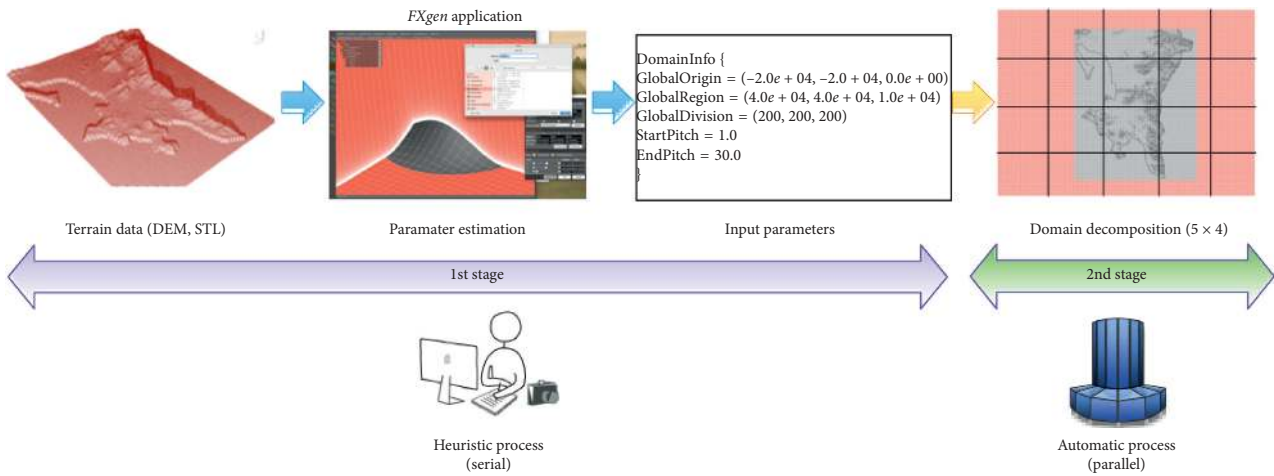 FXgen application
DomainInfo {
GlobalOrigin = (−2.0e + 04, −2.0 + 04, 0.0e + 00)
GlobalRegion = (4.0e + 04, 4.0e + 04, 1.0e + 04)
GlobalDivision = (200, 200, 200)
StartPitch = 1.0
EndPitch = 30.0
}
Terrain data (DEM, STL)
Paramater estimation
Input parameters
Domain decomposition (5 × 4)
1st stage
2nd stage
Heuristic process
(serial)
Automatic process
(parallel)